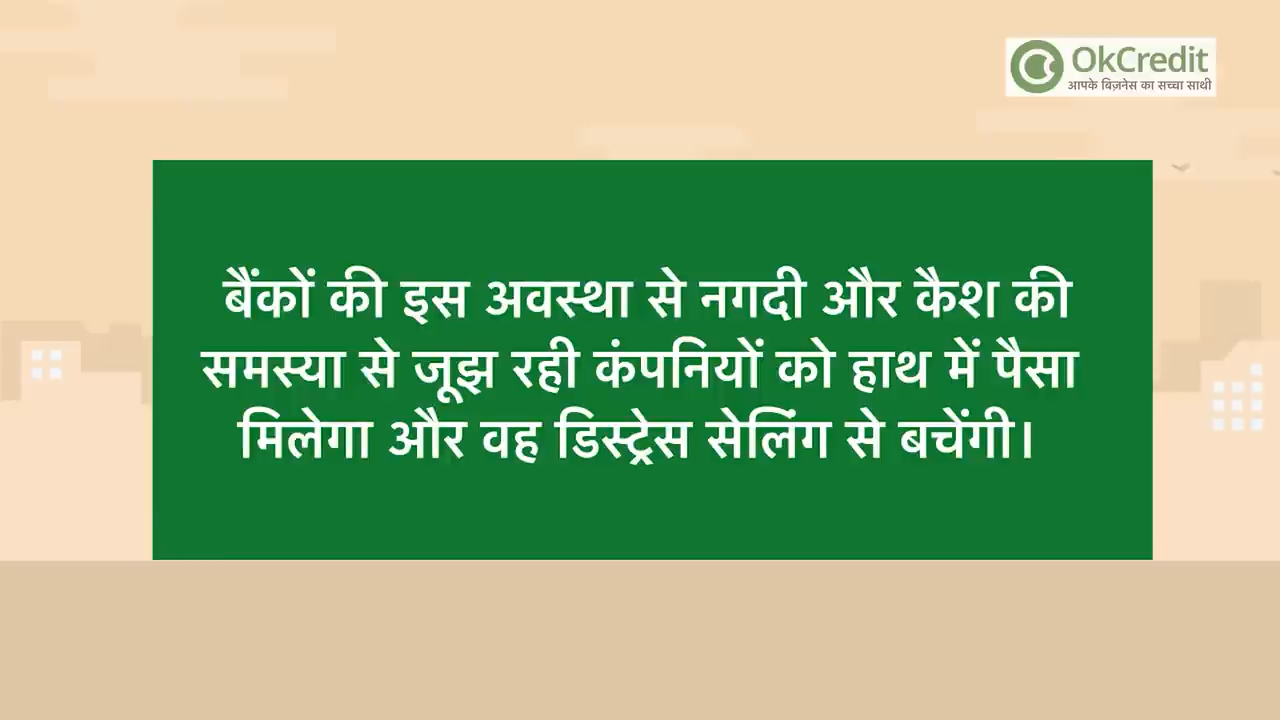 OkCredit
आपके बिज़नेस का सच्चा साथी
बैंकों की इस अवस्था से नगदी और कैश की
समस्या से जूझ रही कंपनियों को हाथ में पैसा
मिलेगा और वह डिस्ट्रेस सेलिंग से बचेंगी।